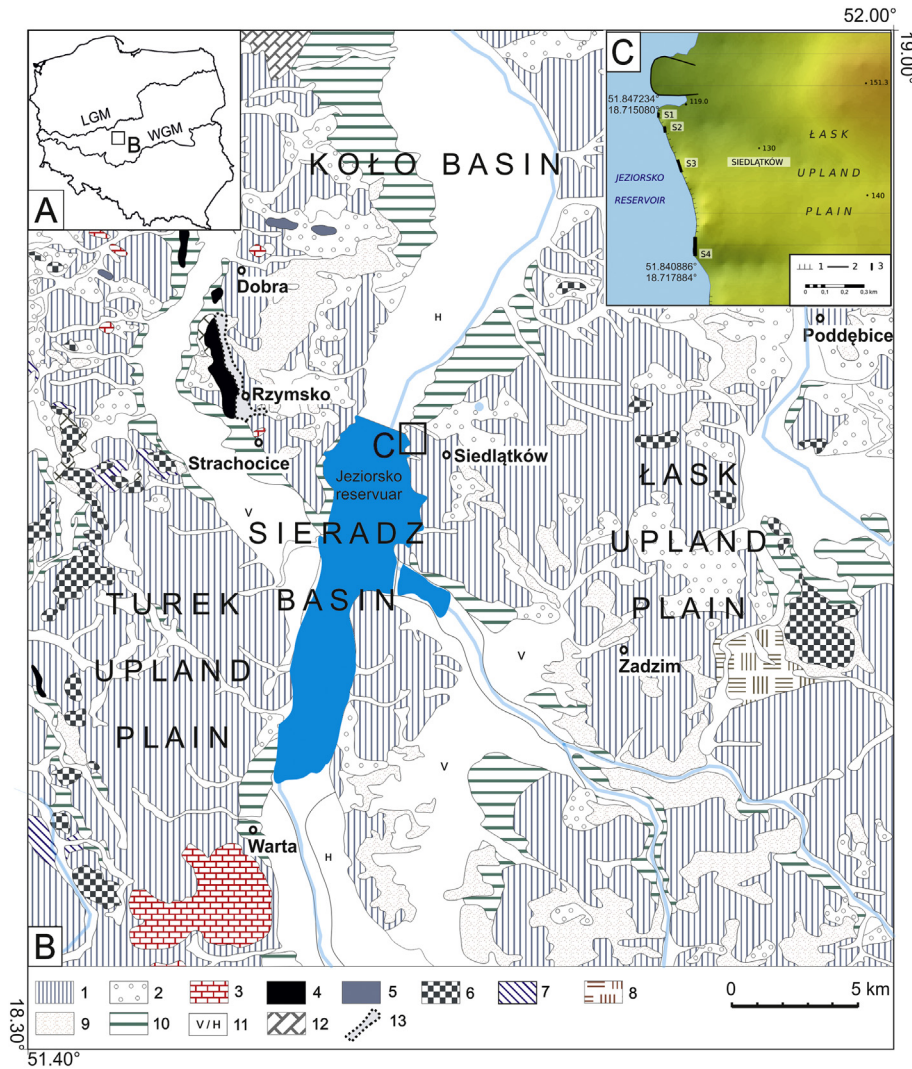 52.00°
19.00°
LGM
WGM
B
A
C
51.847234°
18.715080°
119.0
151.3
S1
S2
130
S3
SIEDLĄTKÓW
ŁASK
UPLAND
PLAIN
140
JEZIORSKO
RESERVOIR
S4
51.840886°
18.717884°
1
2
3
0
0,1
0,2
0,3 km
KOŁO BASIN
Dobra
H
Poddębice
Rzymsko
C
Strachocice
Siedlątków
Jeziorsko
reservuar
ŁASK
V
SIERADZ
UPLAND
TUREK
BASIN
PLAIN
V
Zadzim
UPLAND
PLAIN
V
Warta
H
B
1
2
3
4
5
6
7
8
0
5 km
9
10
V / H
11
12
13
18.30°
51.40°